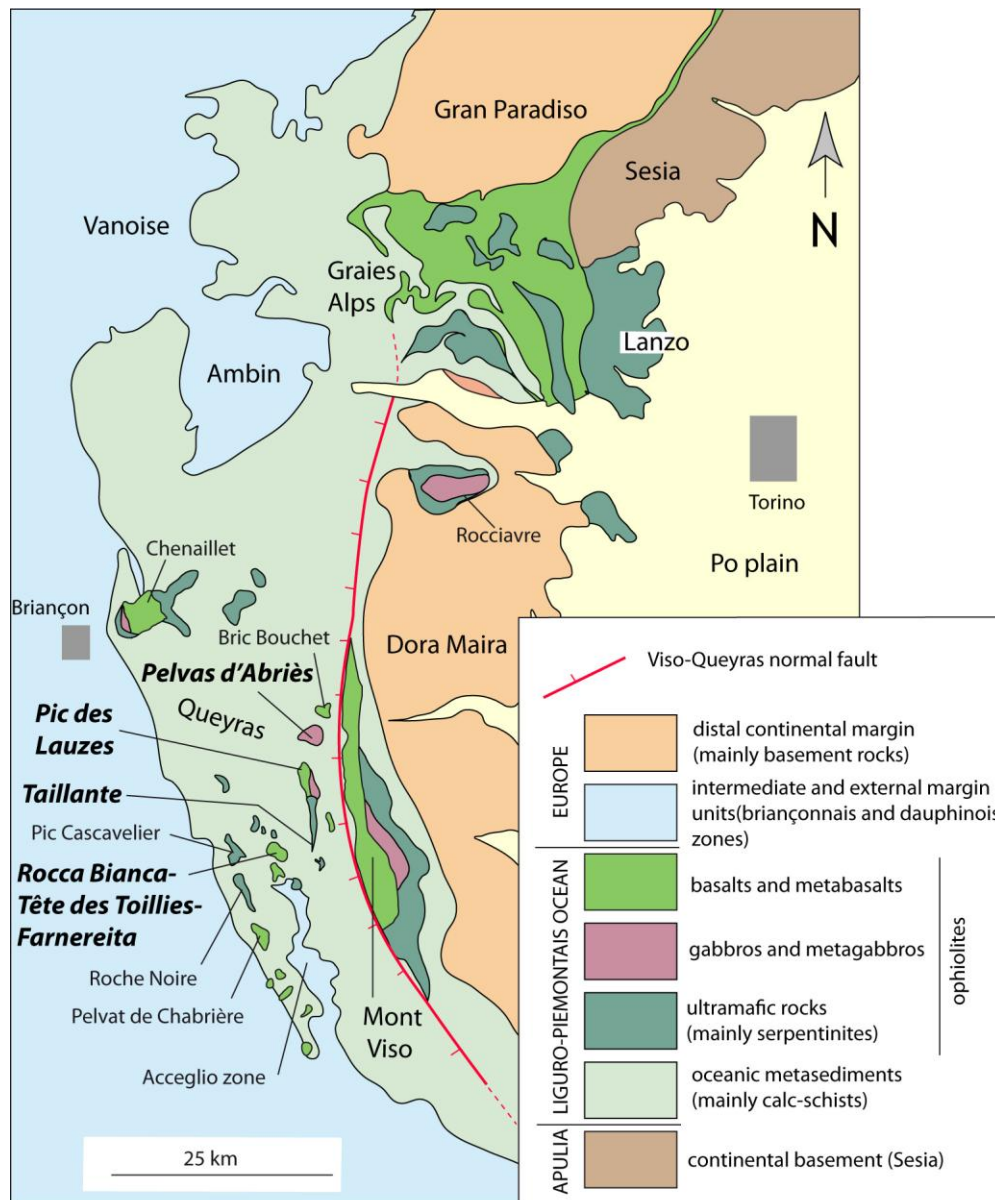 Gran Paradiso
Sesia
N
Vanoise
Graies
Alps
Lanzo
Ambin
Torino
Rocciavre
Po plain
Chenaillet
Briançon
Bric Bouchet
Dora Maira
Pelvas d'Abriès
Queyras
Pic des
Lauzes
Taillante
Pic Cascavelier
Rocca Bianca-
Tête des Toillies-
Farnereita
Roche Noire
Pelvat de Chabrière
Mont
Viso
Acceglio zone
25 km
Viso-Queyras normal fault
EUROPE
distal continental margin
(mainly basement rocks)
intermediate and external margin
units(briançonnais and dauphinois
zones)
LIGURO-PIEMONTAIS OCEAN
basalts and metabasalts
gabbros and metagabbros
ultramafic rocks
(mainly serpentinites)
ophiolites
oceanic metasediments
(mainly calc-schists)
APULIA
continental basement (Sesia)